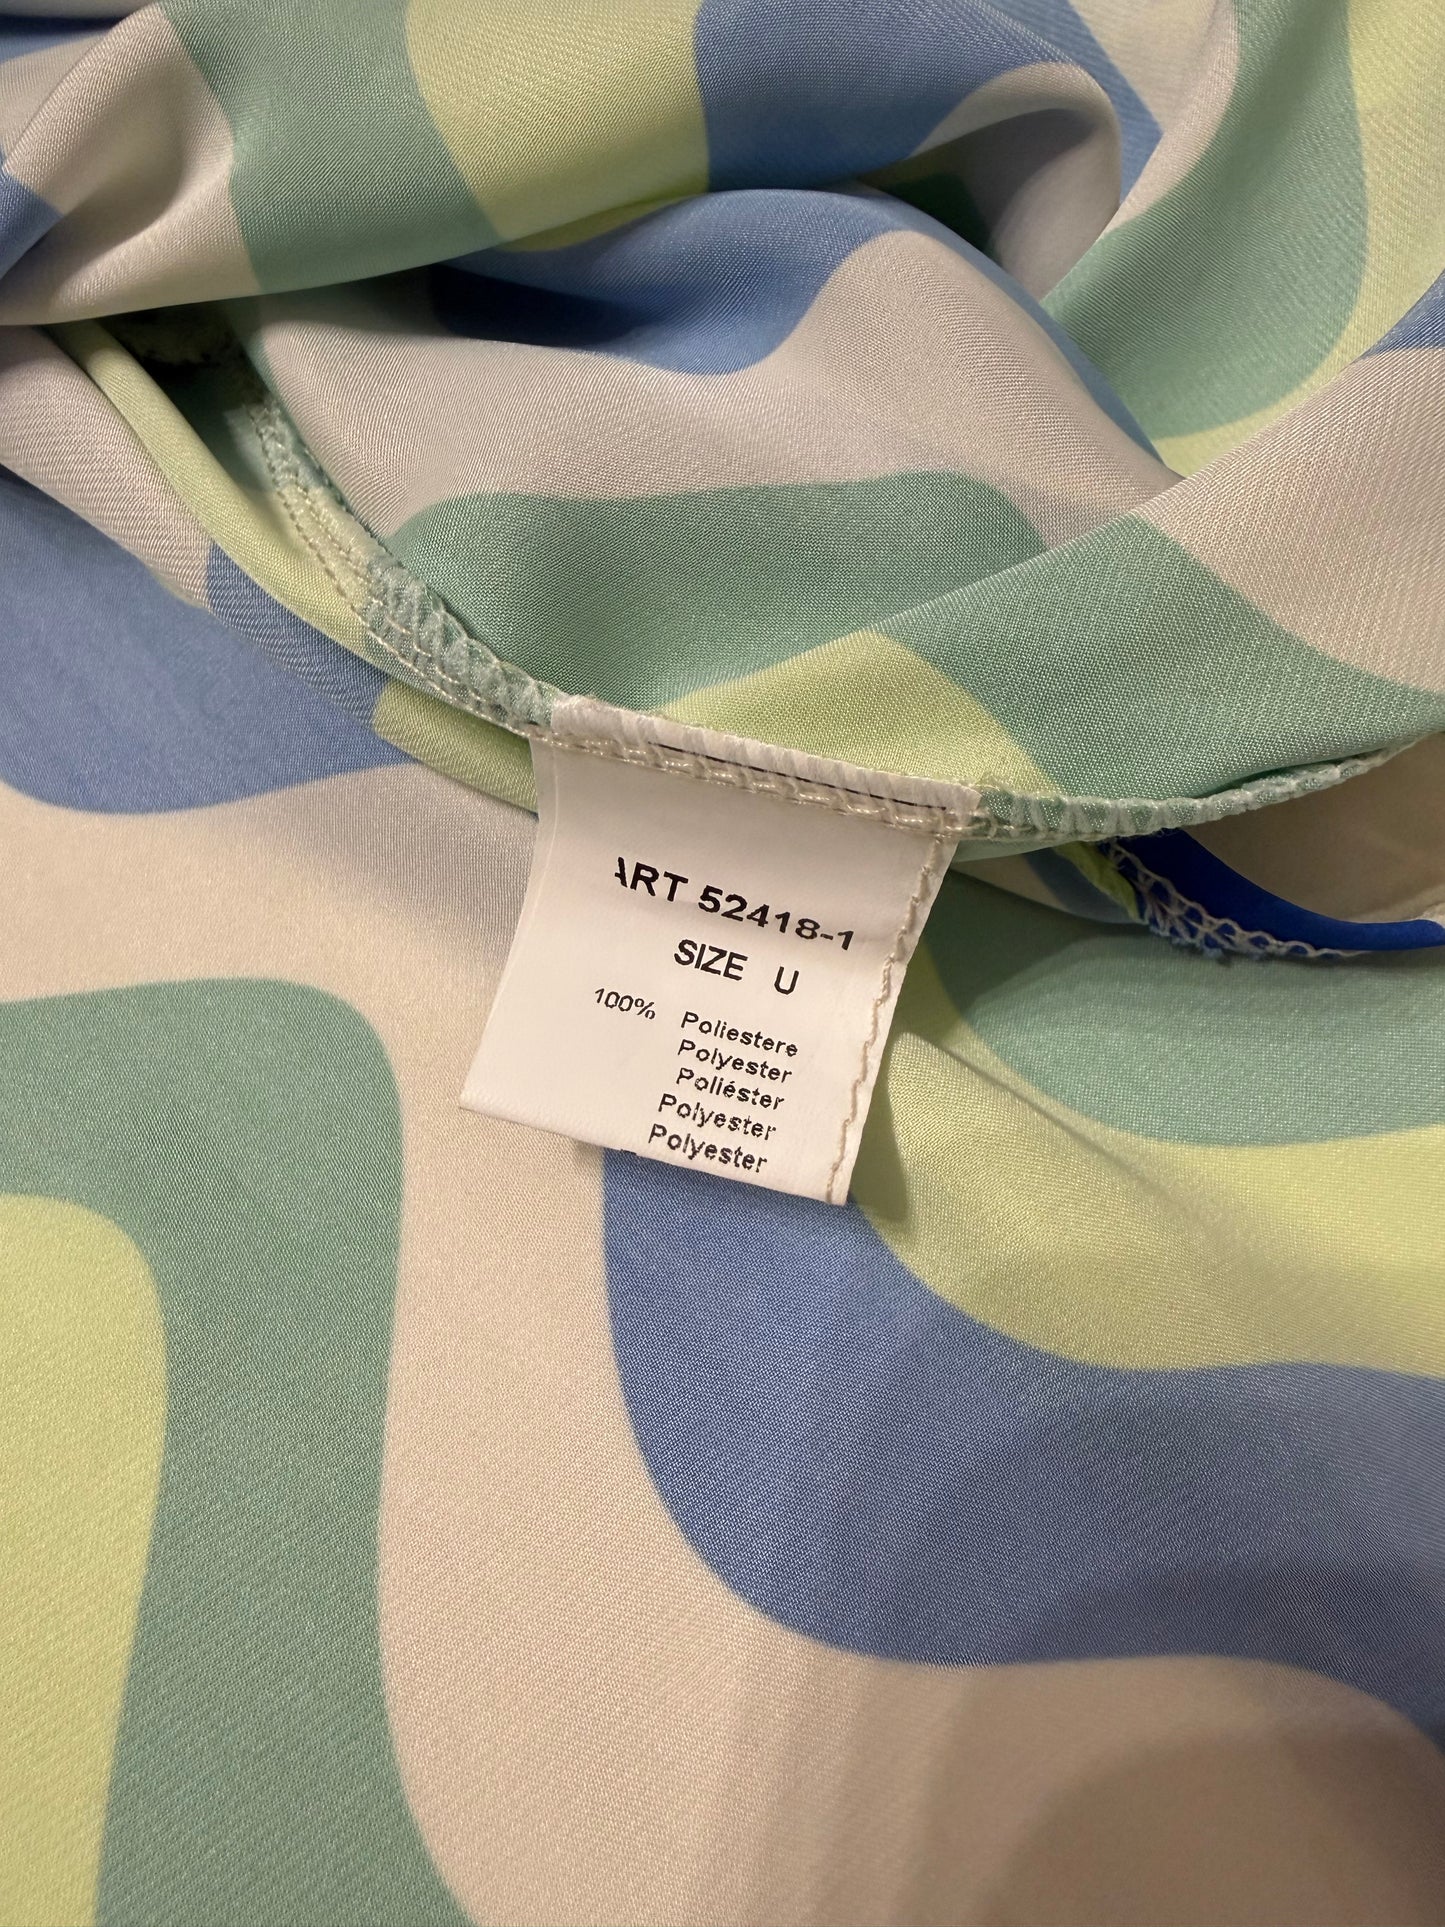 ART 52418-1
SIZE U
100% Poliestere
Polyester
Poliéster
Polyester
Polyester